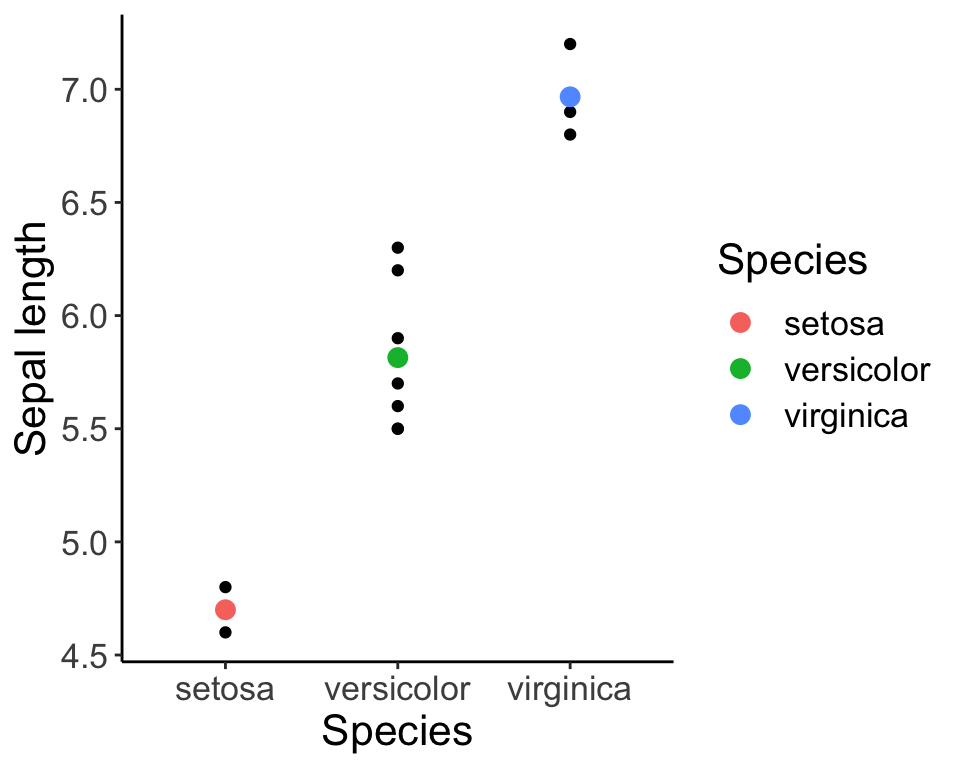 Sepal length
7.0
6.5
6.0
5.5
5.0
4.5
setosa versicolor virginica
Species
Species
setosa
versicolor
virginica